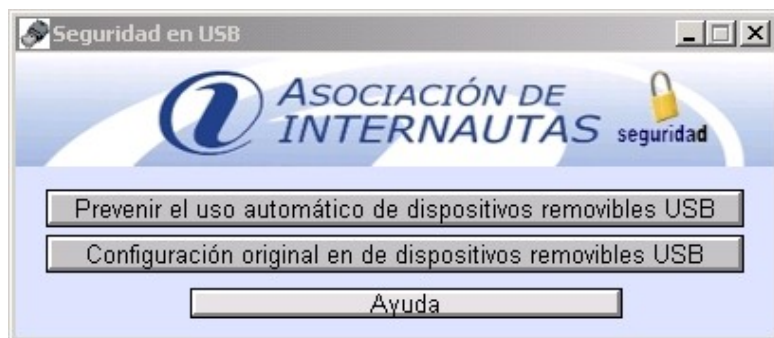 Seguridad en USB
ASOCIACIÓN DE
INTERNAUTAS
seguridad
Prevenir el uso automático de dispositivos removibles USB
Configuración original en de dispositivos removibles USB
Ayuda